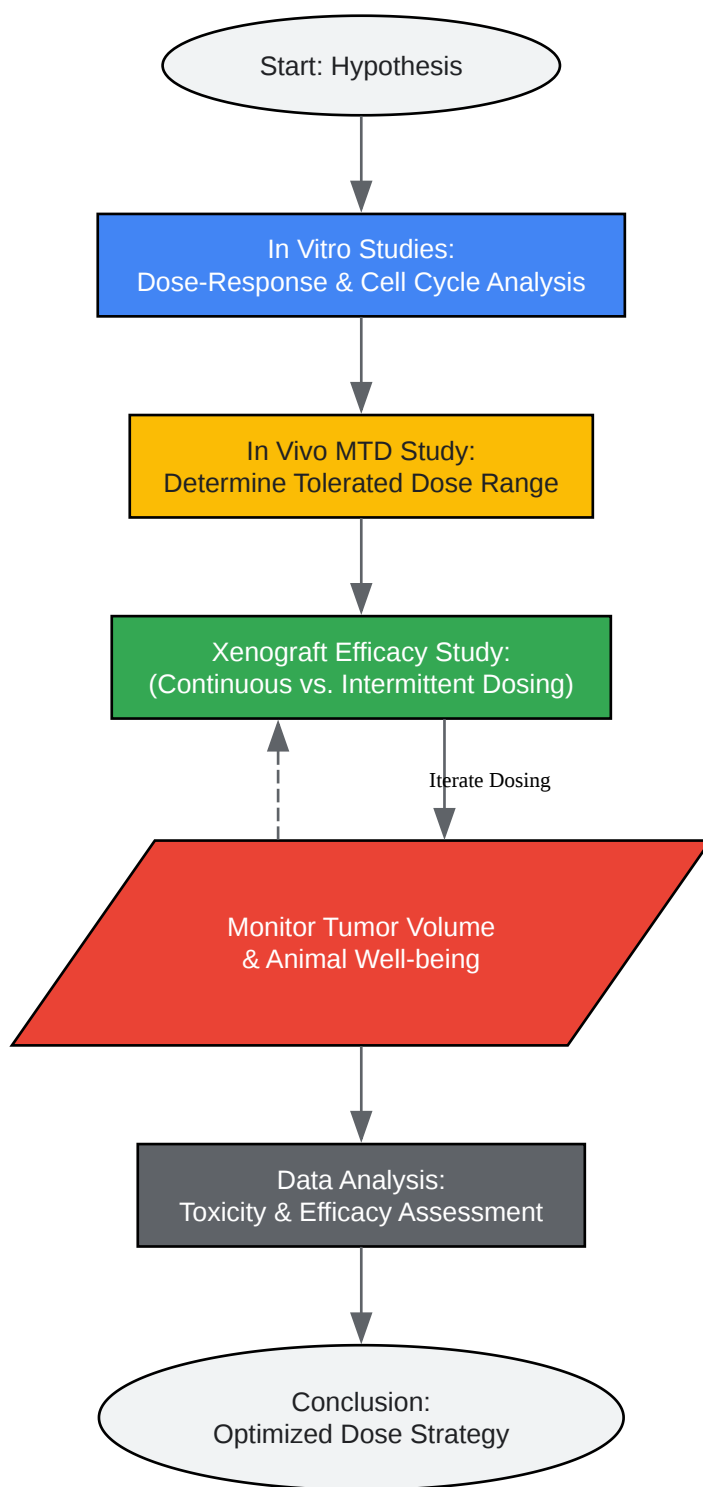 Start: Hypothesis
In Vitro Studies:
Dose-Response & Cell Cycle Analysis
In Vivo MTD Study:
Determine Tolerated Dose Range
Xenograft Efficacy Study:
(Continuous vs. Intermittent Dosing)
Iterate Dosing
Monitor Tumor Volume
& Animal Well-being
Data Analysis:
Toxicity & Efficacy Assessment
Conclusion:
Optimized Dose Strategy